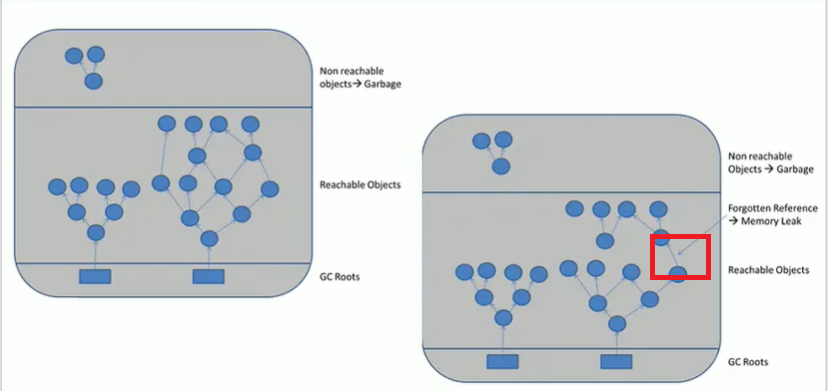 Non reachable
objects→ Garbage
Reachable Objects
GC Roots
Non reachable
Objects → Garbage
Forgotten Reference
→ Memory Leak
Reachable Objects
GC Roots